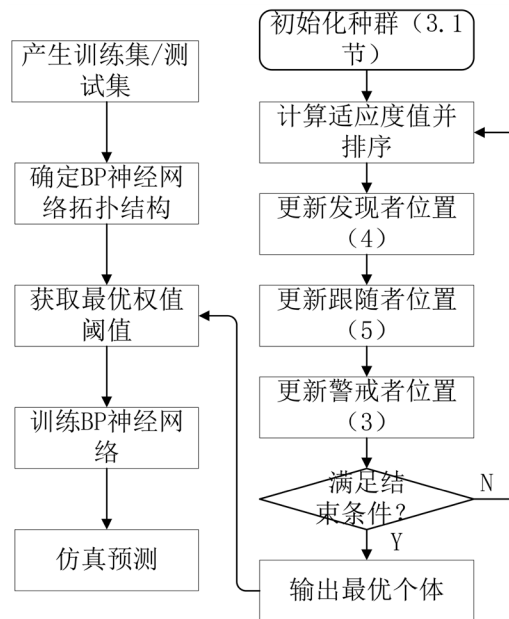 产生训练集/测
试集
确定BP神经网
络拓扑结构
获取最优权值
阈值
训练BP神经网
络
仿真预测
初始化种群（3.1
节）
计算适应度值并
排序
更新发现者位置
（4）
更新跟随者位置
（5）
更新警戒者位置
（3）
满足结
束条件？
N
Y
输出最优个体